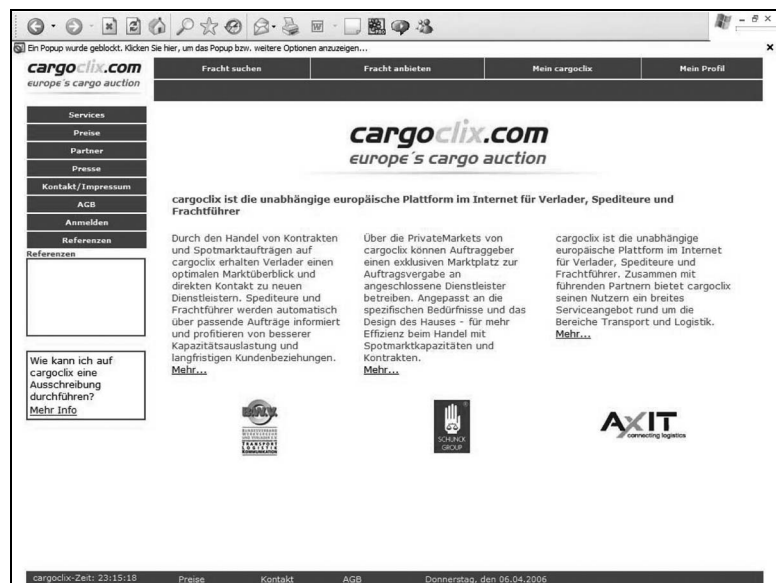 Ein Popup wurde geblockt. Klicken Sie hier, um das Popup bzw. weitere Optionen anzuzeigen...
cargoclix.com
europe's cargo auction
Fracht suchen
Fracht anbieten
Mein cargoclix
Mein Profil
Services
Preise
Partner
Presse
Kontakt/Impressum
AGB
Anmelden
Referenzen
Referenzen
Wie kann ich auf
cargoclix eine
Ausschreibung
durchführen?
Mehr Info
cargoclix.com
europe´s cargo auction
cargoclix ist die unabhängige europäische Plattform im Internet für Verlader, Spediteure und
Frachtführer
Durch den Handel von Kontrakten
und Spotmarktaufträgen auf
cargoclix erhalten Verlader einen
optimalen Marktüberblick und
direkten Kontakt zu neuen
Dienstleistern. Spediteure und
Frachtführer werden automatisch
über passende Aufträge informiert
und profitieren von besserer
Kapazitätsauslastung und
langfristigen Kundenbeziehungen.
Mehr...
Über die PrivateMarkets von
cargoclix können Auftraggeber
einen exklusiven Marktplatz zur
Auftragsvergabe an
angeschlossene Dienstleister
betreiben. Angepasst an die
spezifischen Bedürfnisse und das
Design des Hauses - für mehr
Effizienz beim Handel mit
Spotmarktkapazitäten und
Kontrakten.
Mehr...
cargoclix ist die unabhängige
europäische Plattform im Internet
für Verlader, Spediteure und
Frachtführer. Zusammen mit
führenden Partnern bietet cargoclix
seinen Nutzern ein breites
Serviceangebot rund um die
Bereiche Transport und Logistik.
Mehr...
TRANSPORT
LOGISTIK
KOMMUNIKATION
SCHUNCK
GROUP
AXIT
connecting logistics
cargoclix-Zeit: 23:15:18
Preise
Kontakt
AGB
Donnerstag, den 06.04.2006